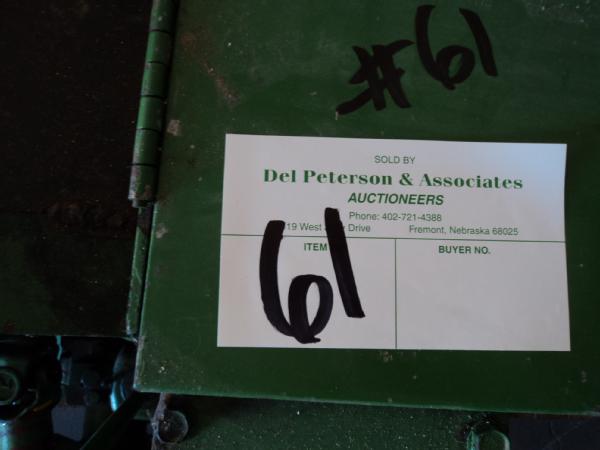 #61
SOLD BY
Del Peterson & Associates
AUCTIONEERS
Phone: 402-721-4388
19 West Drive Fremont, Nebraska 68025
ITEM BUYER NO.
61